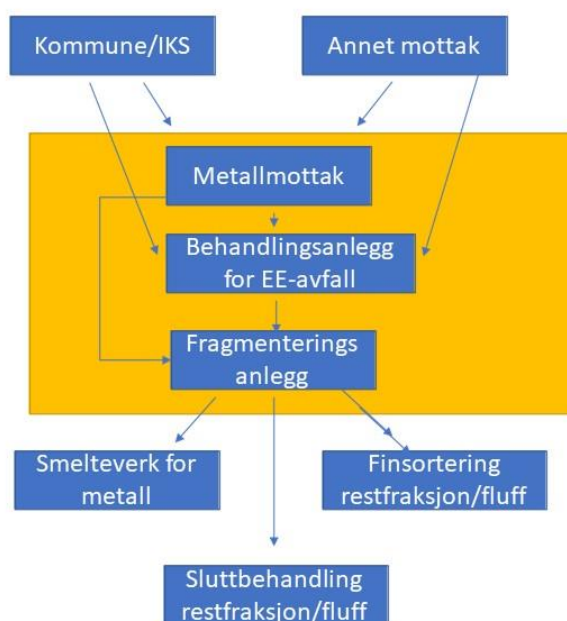 Kommune/IKS
Annet mottak
Metallmottak
Behandlingsanlegg
for EE-avfall
Fragmenterings
anlegg
Smelteverk for
metall
Finsortering
restfraksjon/fluff
Sluttbehandling
restfraksjon/fluff